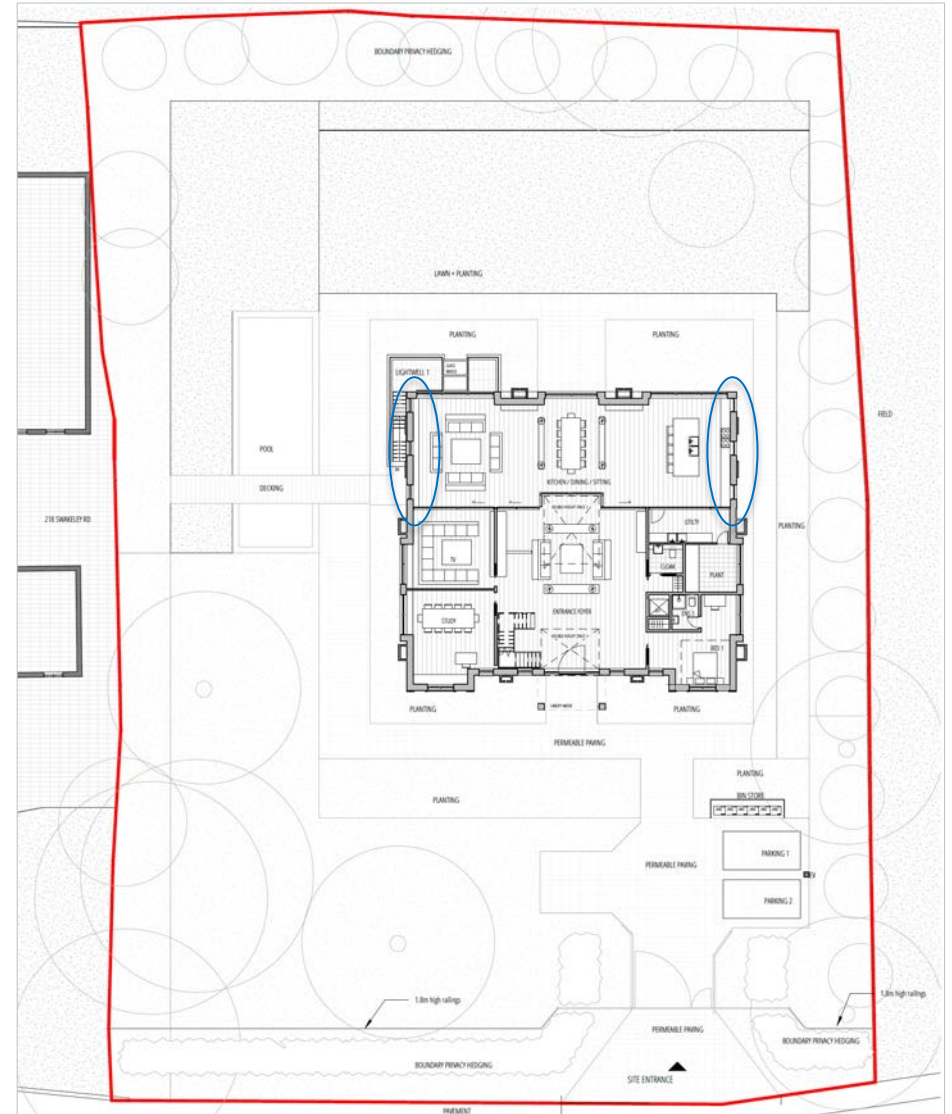 BOUNDARY PRIVACY HEDGING
LAWN + PLANTING
PLANTING
PLANTING
LIGHTWELL 1
POOL
DECKING
KITCHEN / DINING / SITTING
FIELD
218 SWAKELEY RD
PLANTING
UTILTY
TV
CLOAK
PLANT
ENTRANCE FOYER
STUDY
BED 1
PLANTING
PLANTING
PERMEABLE PAVING
PLANTING
BIN STORE
PLANTING
PARKING 1
PERMEABLE PAVING
EV
PARKING 2
1.8m high railings
1.8m high railings
PERMEABLE PAVING
BOUNDARY PRIVACY HEDGING
BOUNDARY PRIVACY HEDGING
SITE ENTRANCE
PAVEMENT